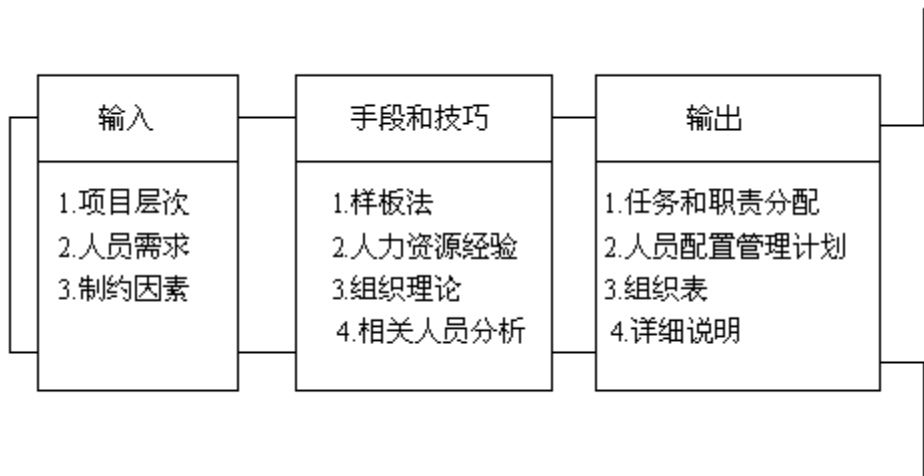 输入
1.项目层次
2.人员需求
3.制约因素
手段和技巧
1.样板法
2.人力资源经验
3.组织理论
4.相关人员分析
输出
1.任务和职责分配
2.人员配置管理计划
3.组织表
4.详细说明